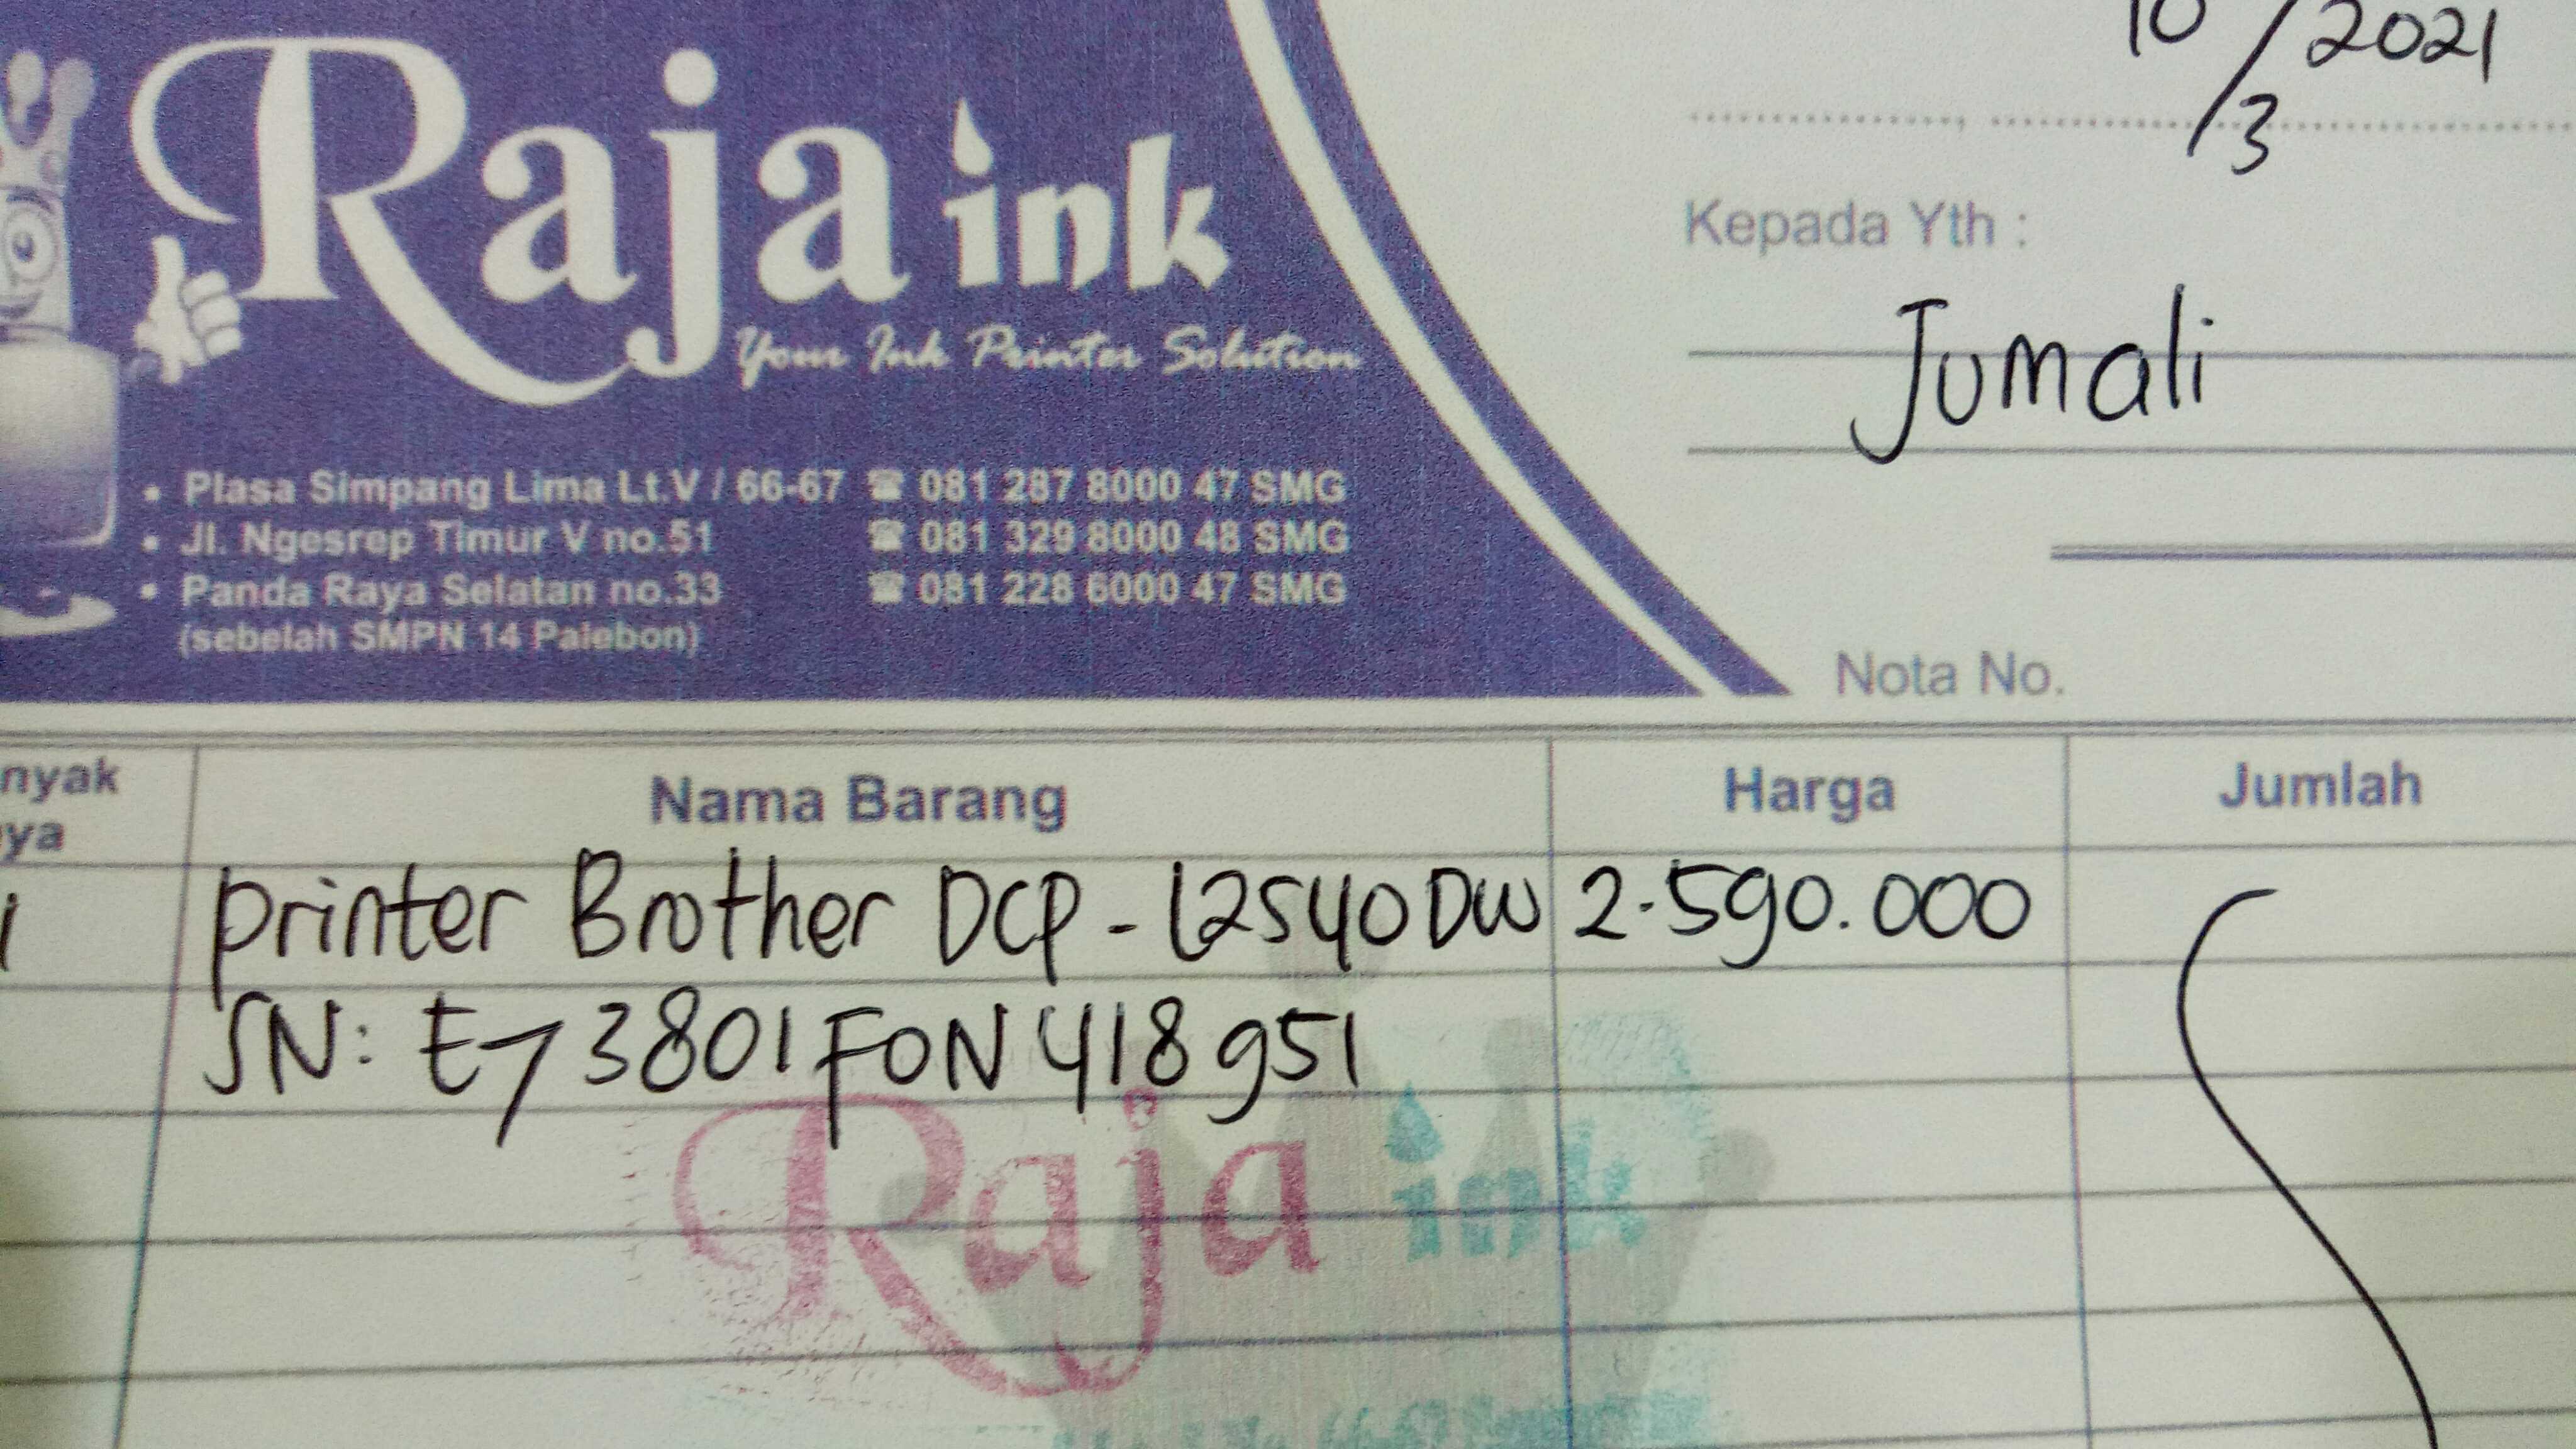 10/3 2021
Raja ink
Your Ink Printer Solution
Kepada Yth :
Jumali
• Plasa Simpang Lima Lt.V / 66-67 ☎ 081 287 8000 47 SMG
• Jl. Ngesrep Timur V no.51 ☎ 081 329 8000 48 SMG
• Panda Raya Selatan no.33 ☎ 081 228 6000 47 SMG
(sebelah SMPN 14 Palebon)
Nota No.
nyak
ya
Nama Barang Harga Jumlah
1 Printer Brother DCP - L2540DW 2.590.000
SN: E73801F0N418951
Raja ink